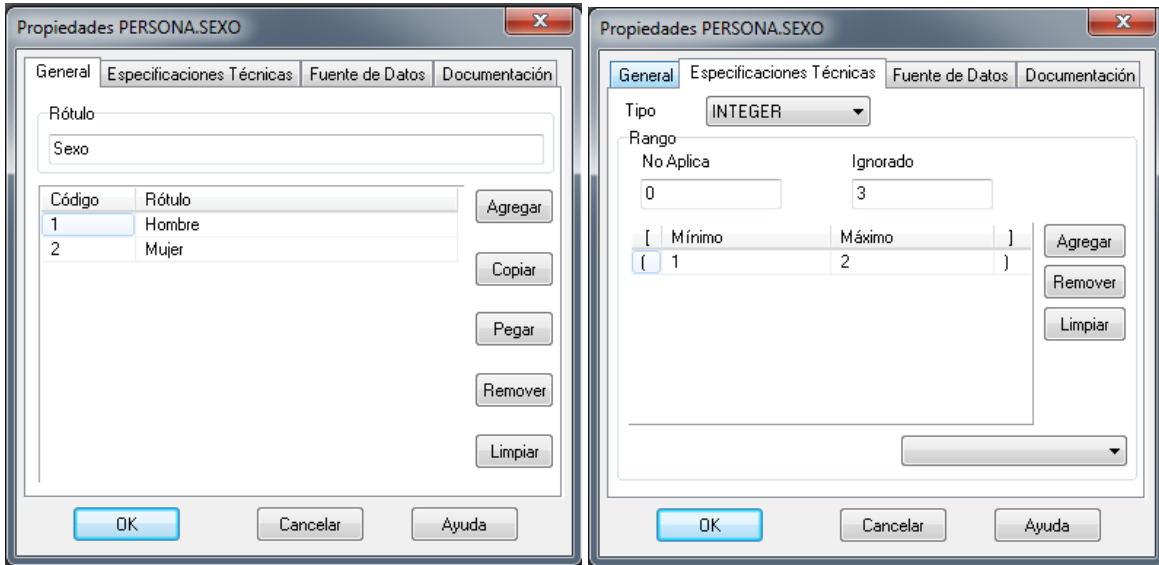 Propiedades PERSONA.SEXO
General Especificaciones Técnicas Fuente de Datos Documentación
Rótulo
Sexo
Código Rótulo
1 Hombre
2 Mujer
Agregar
Copiar
Pegar
Remover
Limpiar
OK Cancelar Ayuda
Propiedades PERSONA.SEXO
General Especificaciones Técnicas Fuente de Datos Documentación
Tipo INTEGER
Rango
No Aplica Ignorado
0 3
[ Mínimo Máximo ]
( 1 2 )
Agregar
Remover
Limpiar
OK Cancelar Ayuda